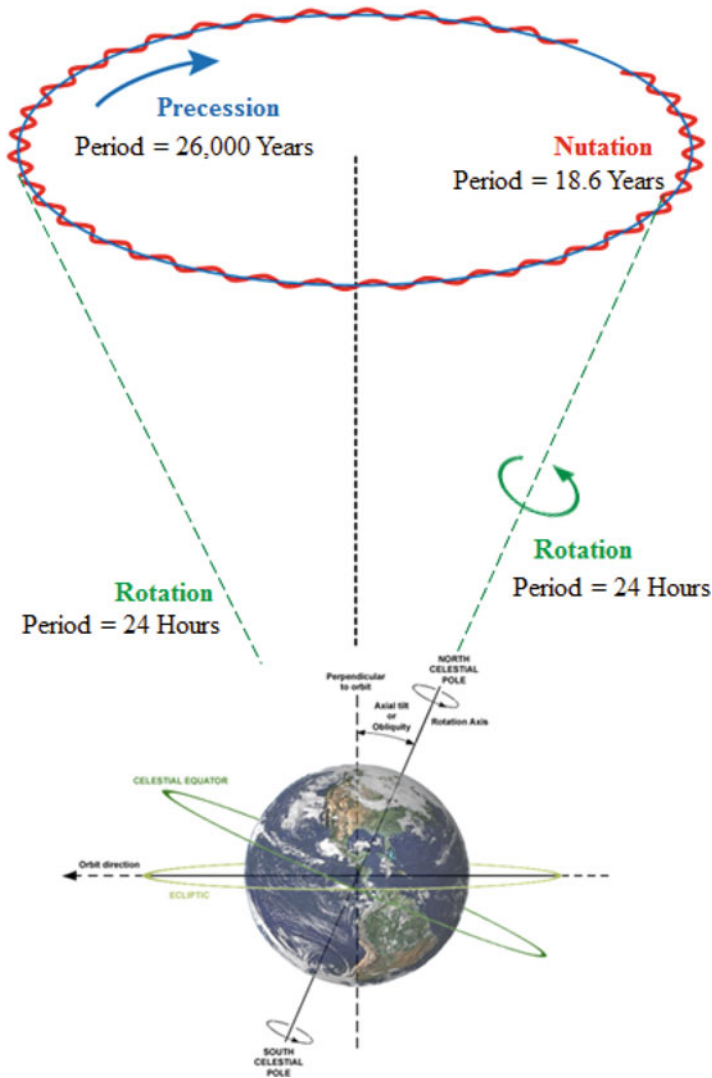 Precession
Period = 26,000 Years
Nutation
Period = 18.6 Years
Rotation
Period = 24 Hours
Rotation
Period = 24 Hours
NORTH
CELESTIAL
POLE
Perpendicular
to orbit
Axial tilt
or
Obliquity
Rotation Axis
CELESTIAL EQUATOR
Orbit direction
ECLIPTIC
SOUTH
CELESTIAL
POLE